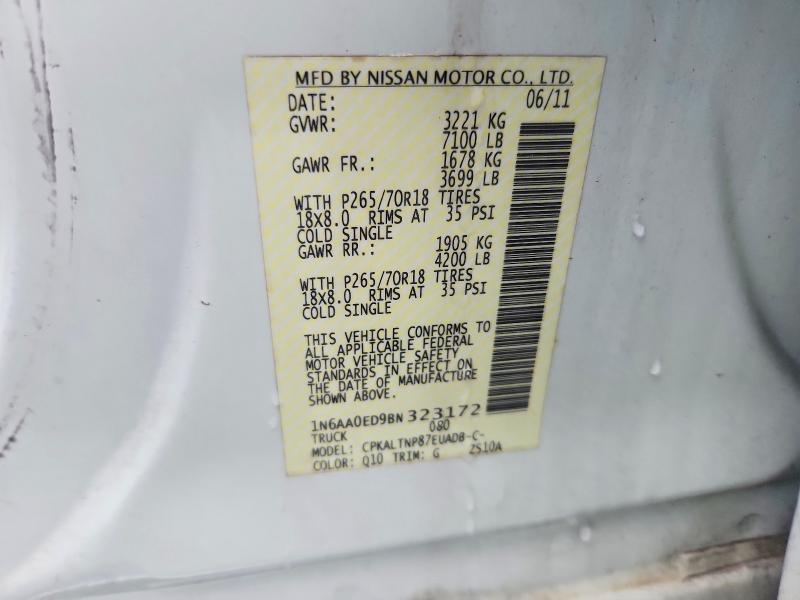 MFD BY NISSAN MOTOR CO., LTD.
DATE: 06/11
GVWR: 3221 KG
7100 LB
GAWR FR.: 1678 KG
3699 LB
WITH P265/70R18 TIRES
18X8.0 RIMS AT 35 PSI
COLD SINGLE
GAWR RR.: 1905 KG
4200 LB
WITH P265/70R18 TIRES
18X8.0 RIMS AT 35 PSI
COLD SINGLE
THIS VEHICLE CONFORMS TO
ALL APPLICABLE FEDERAL
MOTOR VEHICLE SAFETY
STANDARDS IN EFFECT ON
THE DATE OF MANUFACTURE
SHOWN ABOVE.
1N6AA0ED9BN 323172
TRUCK 080
MODEL: CPKALTNP87EUADB-C-
COLOR: Q10 TRIM: G ZS10A